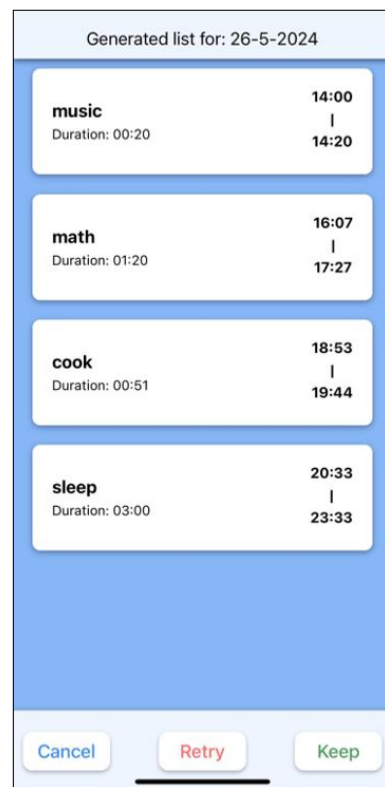 Generated list for: 26-5-2024
music
Duration: 00:20
14:00
|
14:20
math
Duration: 01:20
16:07
|
17:27
cook
Duration: 00:51
18:53
|
19:44
sleep
Duration: 03:00
20:33
|
23:33
Cancel Retry Keep